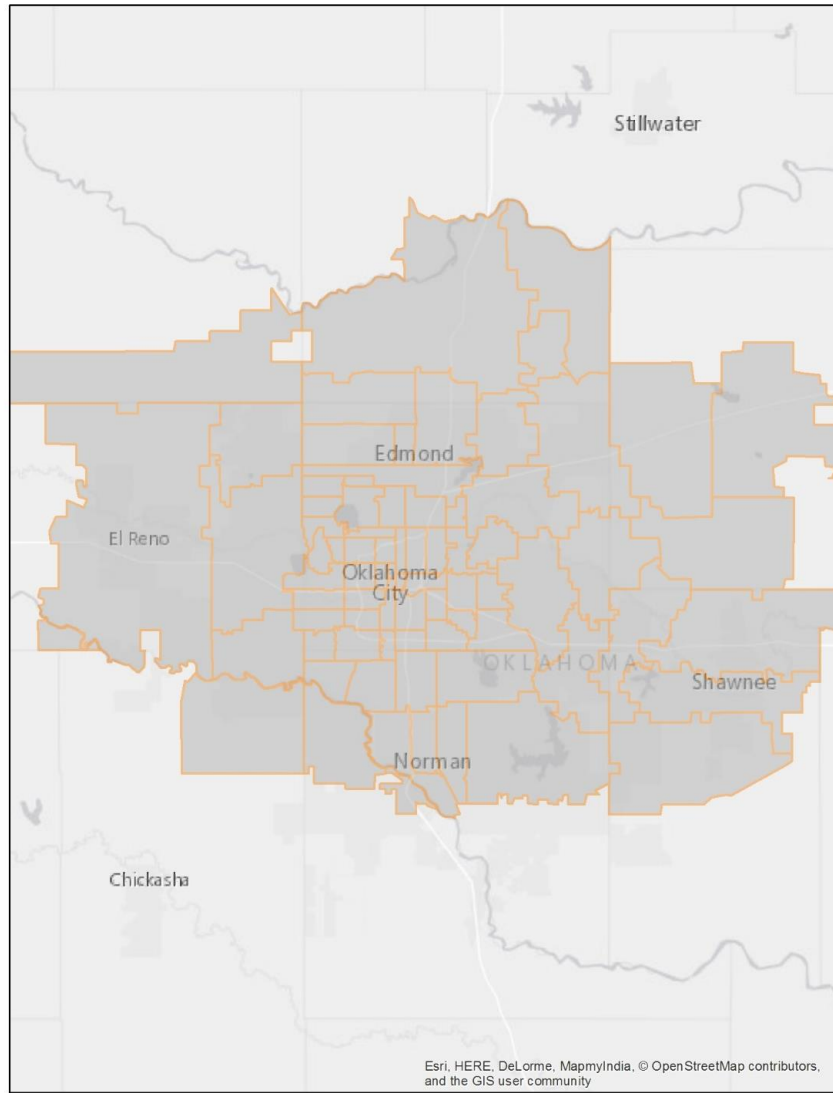 Stillwater
Edmond
El Reno
Oklahoma
City
OKLAHOMA
Shawnee
Norman
Chickasha
Esri, HERE, DeLorme, MapmyIndia, © OpenStreetMap contributors,
and the GIS user community